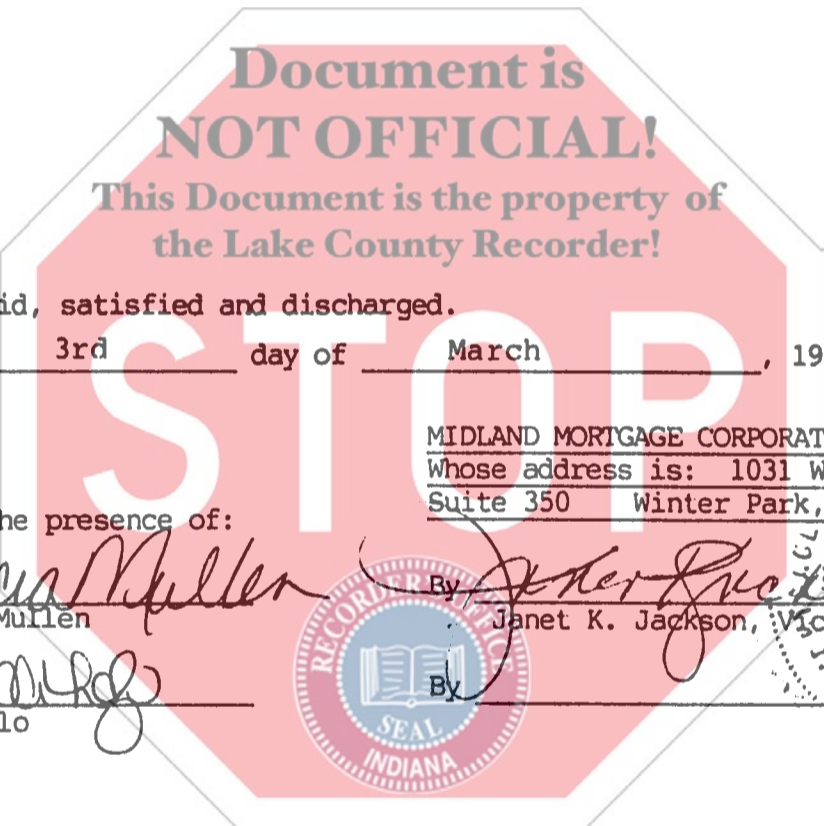 Document is
NOT OFFICIAL!
This Document is the property of
the Lake County Recorder!
id, satisfied and discharged.
3rd day of March, 19
STOP
MIDLAND MORTGAGE CORPORAT
Whose address is: 1031 W
Suite 350 Winter Park,
he presence of:
Mullen
By
Mullen
Janet K. Jackson, Vic
By
lo
RECORDER'S OFFICE
SEAL
INDIANA